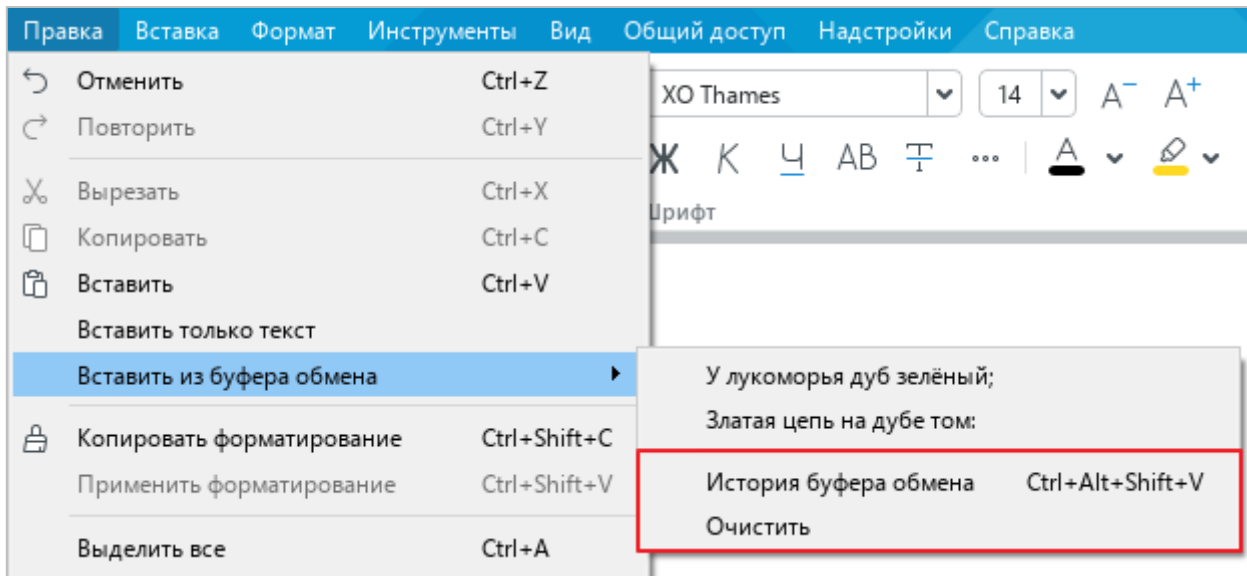 Правка Вставка Формат Инструменты Вид Общий доступ Надстройки Справка
Отменить Ctrl+Z
Повторить Ctrl+Y
Вырезать Ctrl+X
Копировать Ctrl+C
Вставить Ctrl+V
Вставить только текст
Вставить из буфера обмена
Копировать форматирование Ctrl+Shift+C
Применить форматирование Ctrl+Shift+V
Выделить все Ctrl+A
XO Thames 14 A− A+
Ж К Ч АВ Т ••• А
Шрифт
У лукоморья дуб зелёный;
Златая цепь на дубе том:
История буфера обмена Ctrl+Alt+Shift+V
Очистить